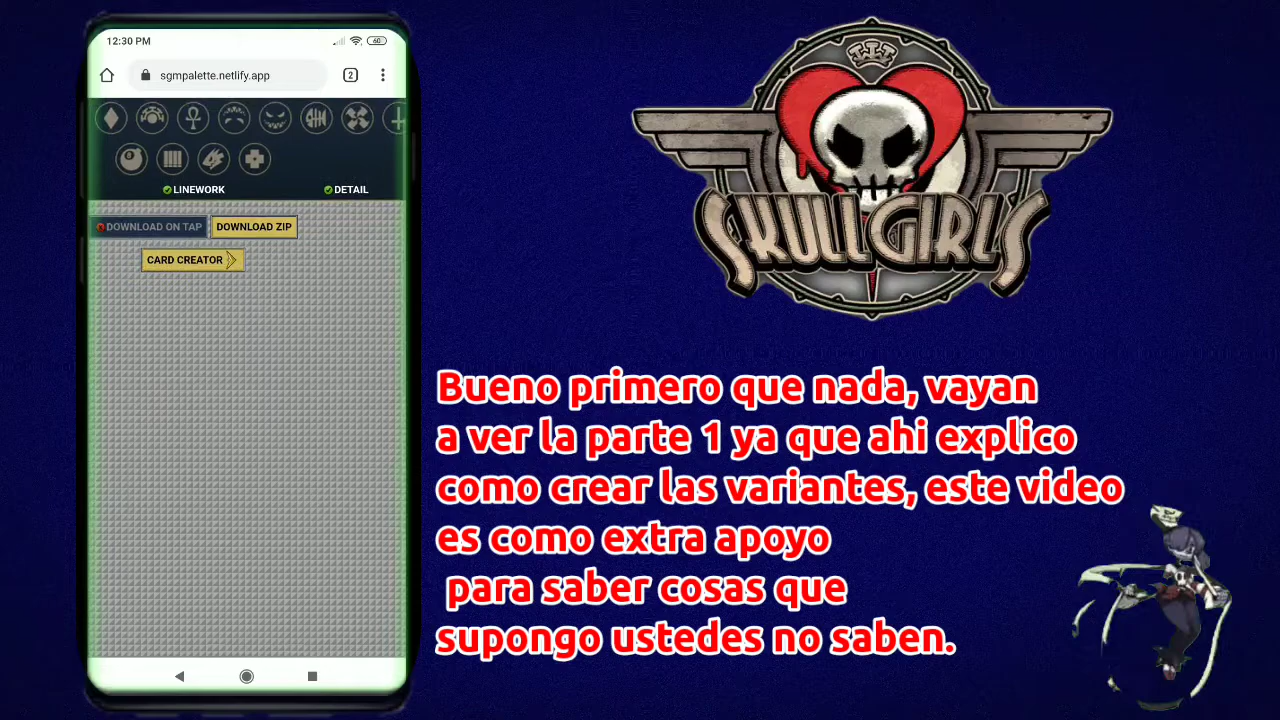 12:30 PM
60
sgmpalette.netlify.app
2
LINEWORK
DETAIL
DOWNLOAD ON TAP
DOWNLOAD ZIP
CARD CREATOR
SKULLGIRLS
Bueno primero que nada, vayan
a ver la parte 1 ya que ahi explico
como crear las variantes, este video
es como extra apoyo
para saber cosas que
supongo ustedes no saben.